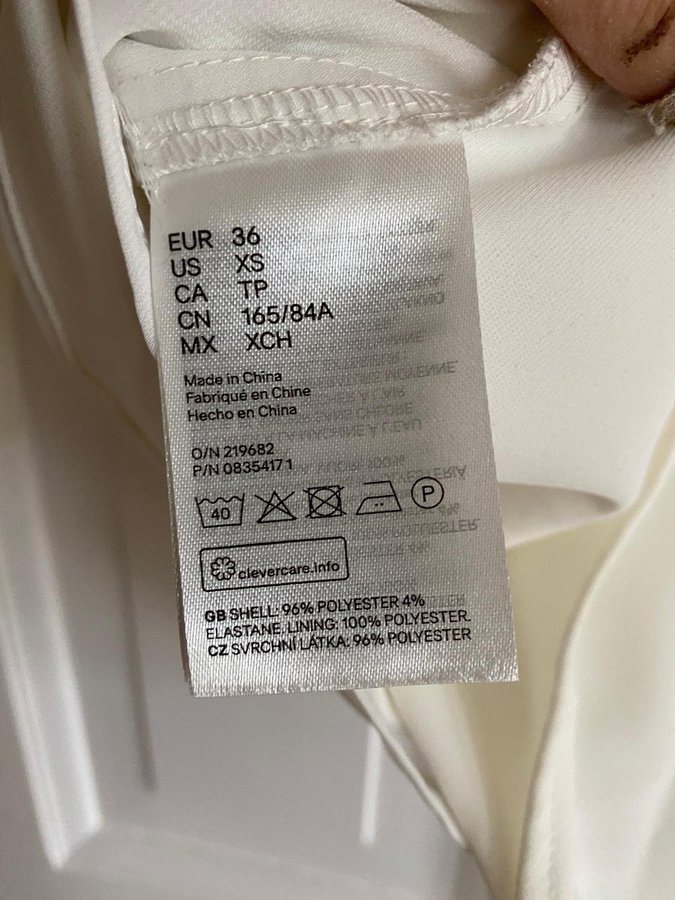 EUR 36
US XS
CA TP
CN 165/84A
MX XCH
Made in China
Fabriqué en Chine
Hecho en China
O/N 219682
P/N 0835417 1
40
P
clevercare.info
GB SHELL: 96% POLYESTER 4%
ELASTANE. LINING: 100% POLYESTER.
CZ SVRCHNÍ LÁTKA: 96% POLYESTER